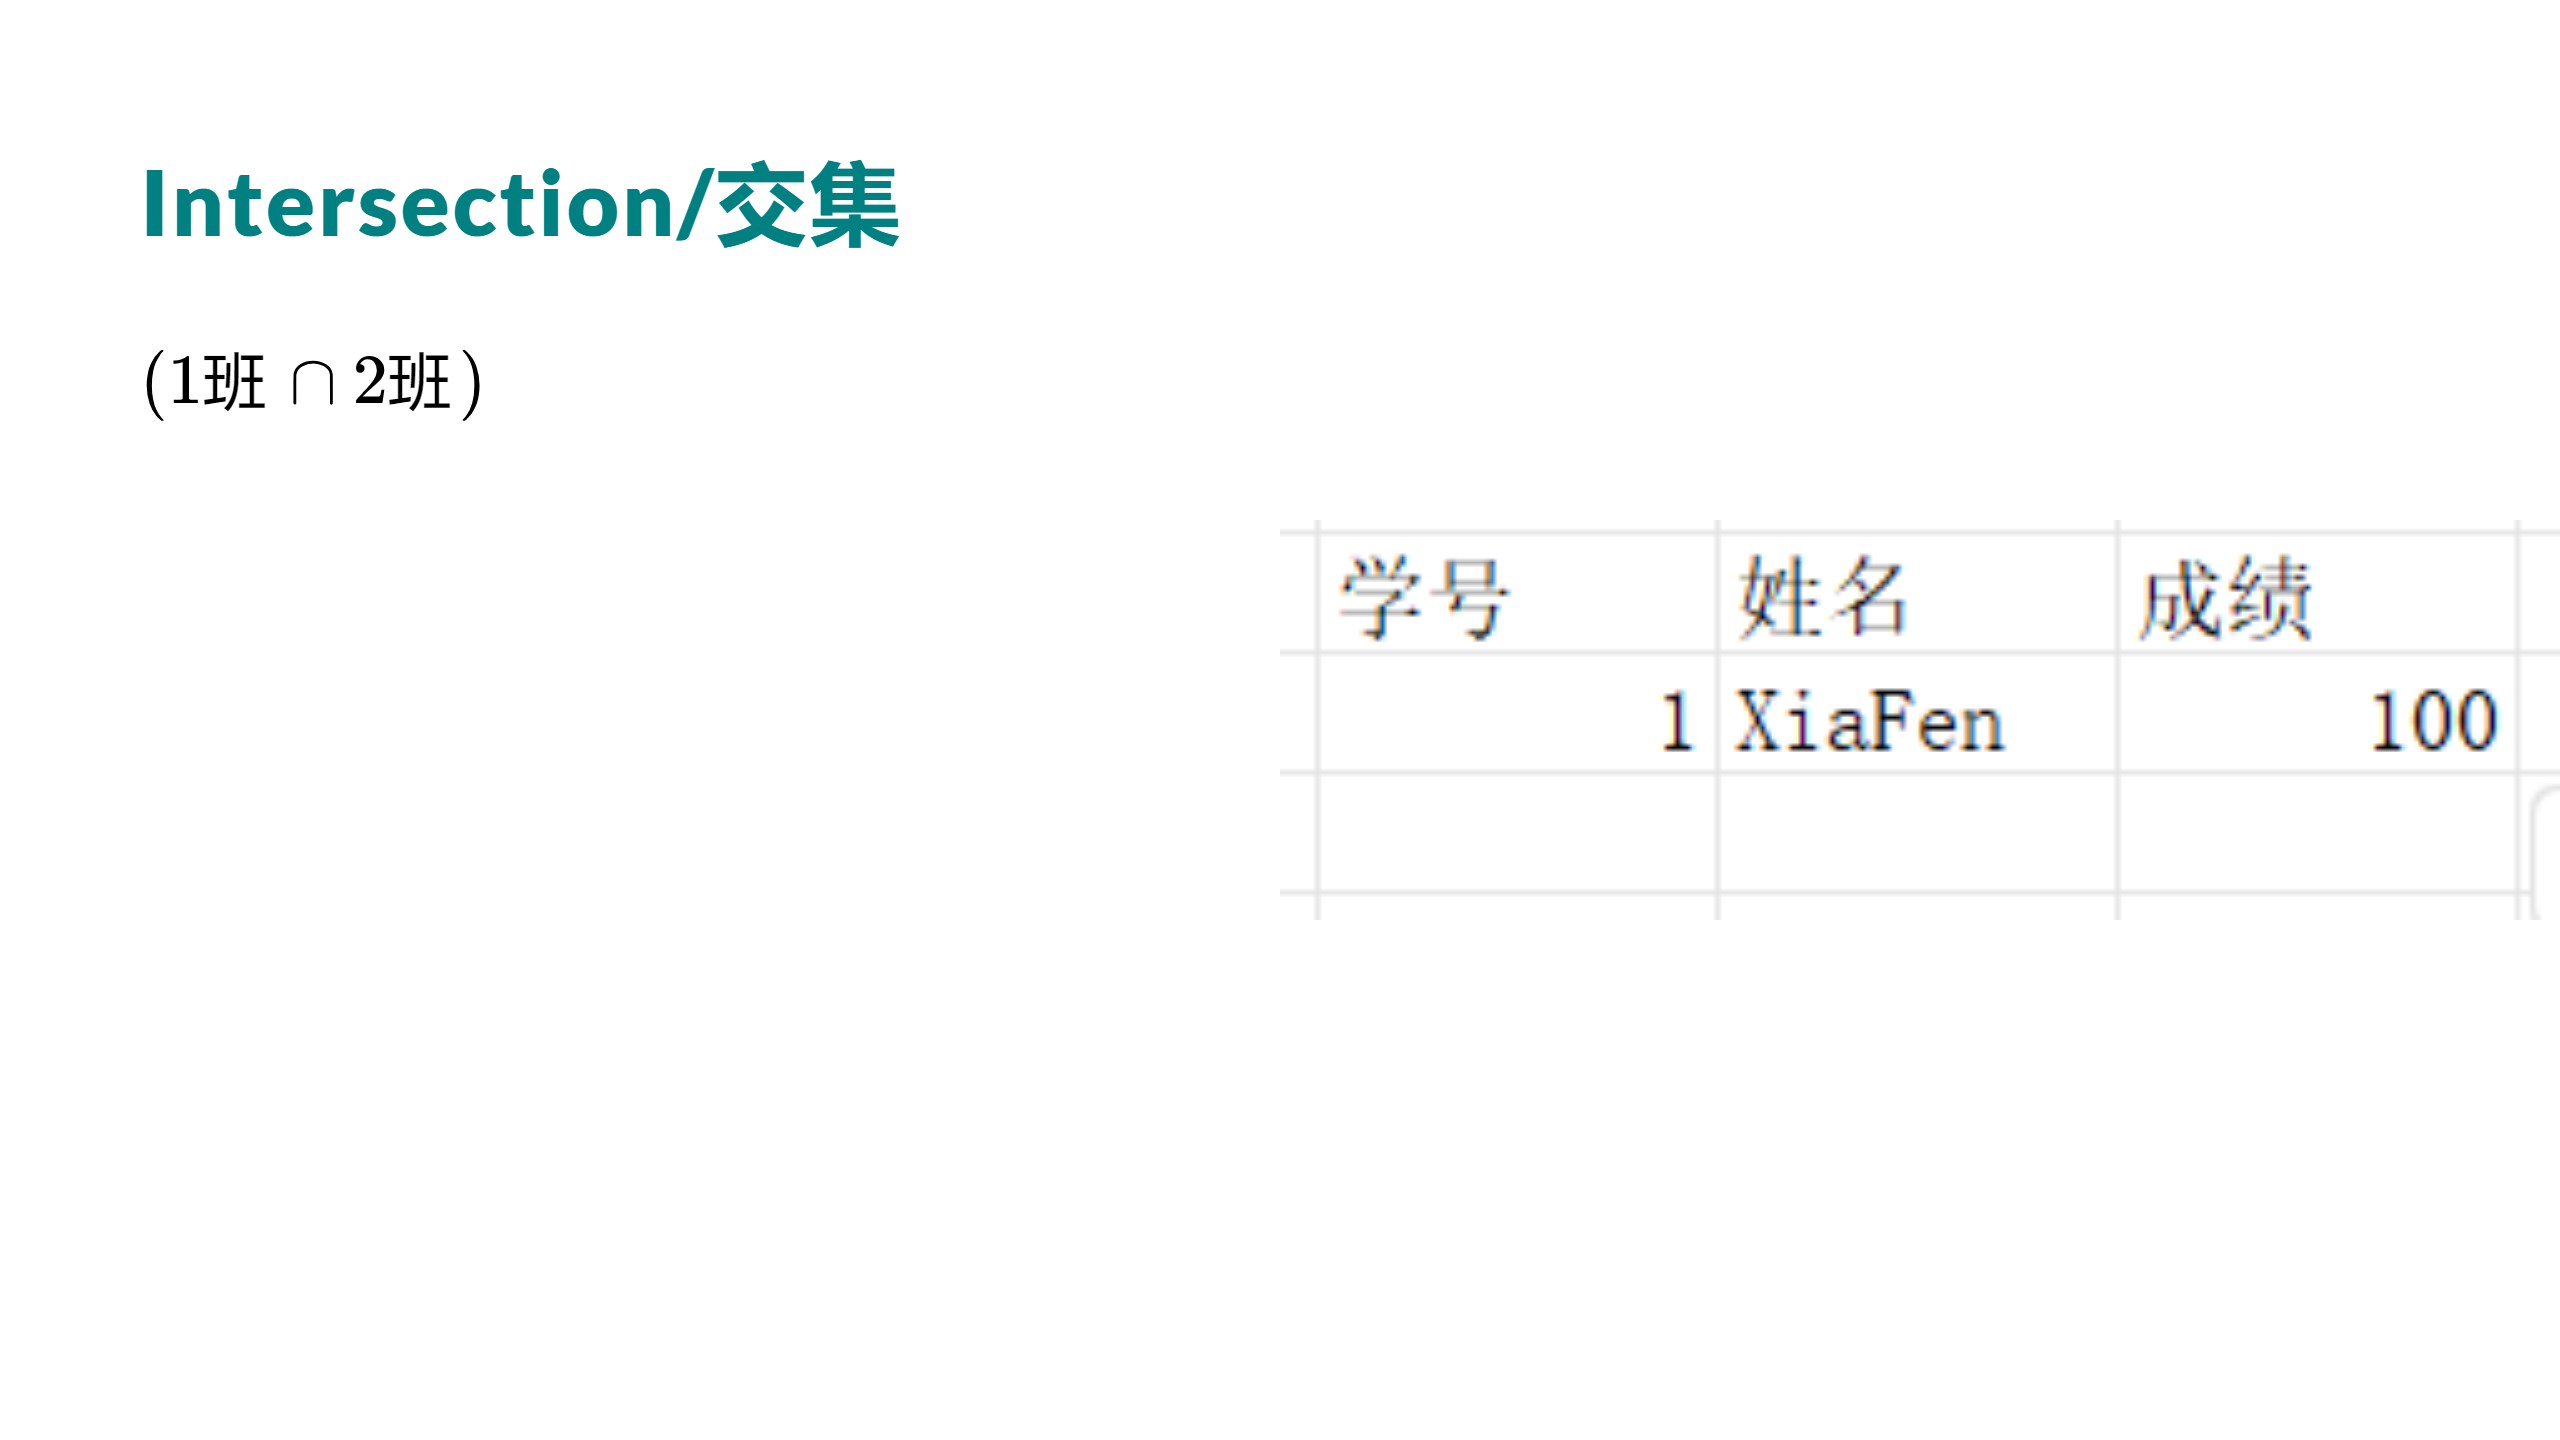 Intersection/交集
(1班 ∩ 2班)
学号 姓名 成绩
1 XiaFen 100